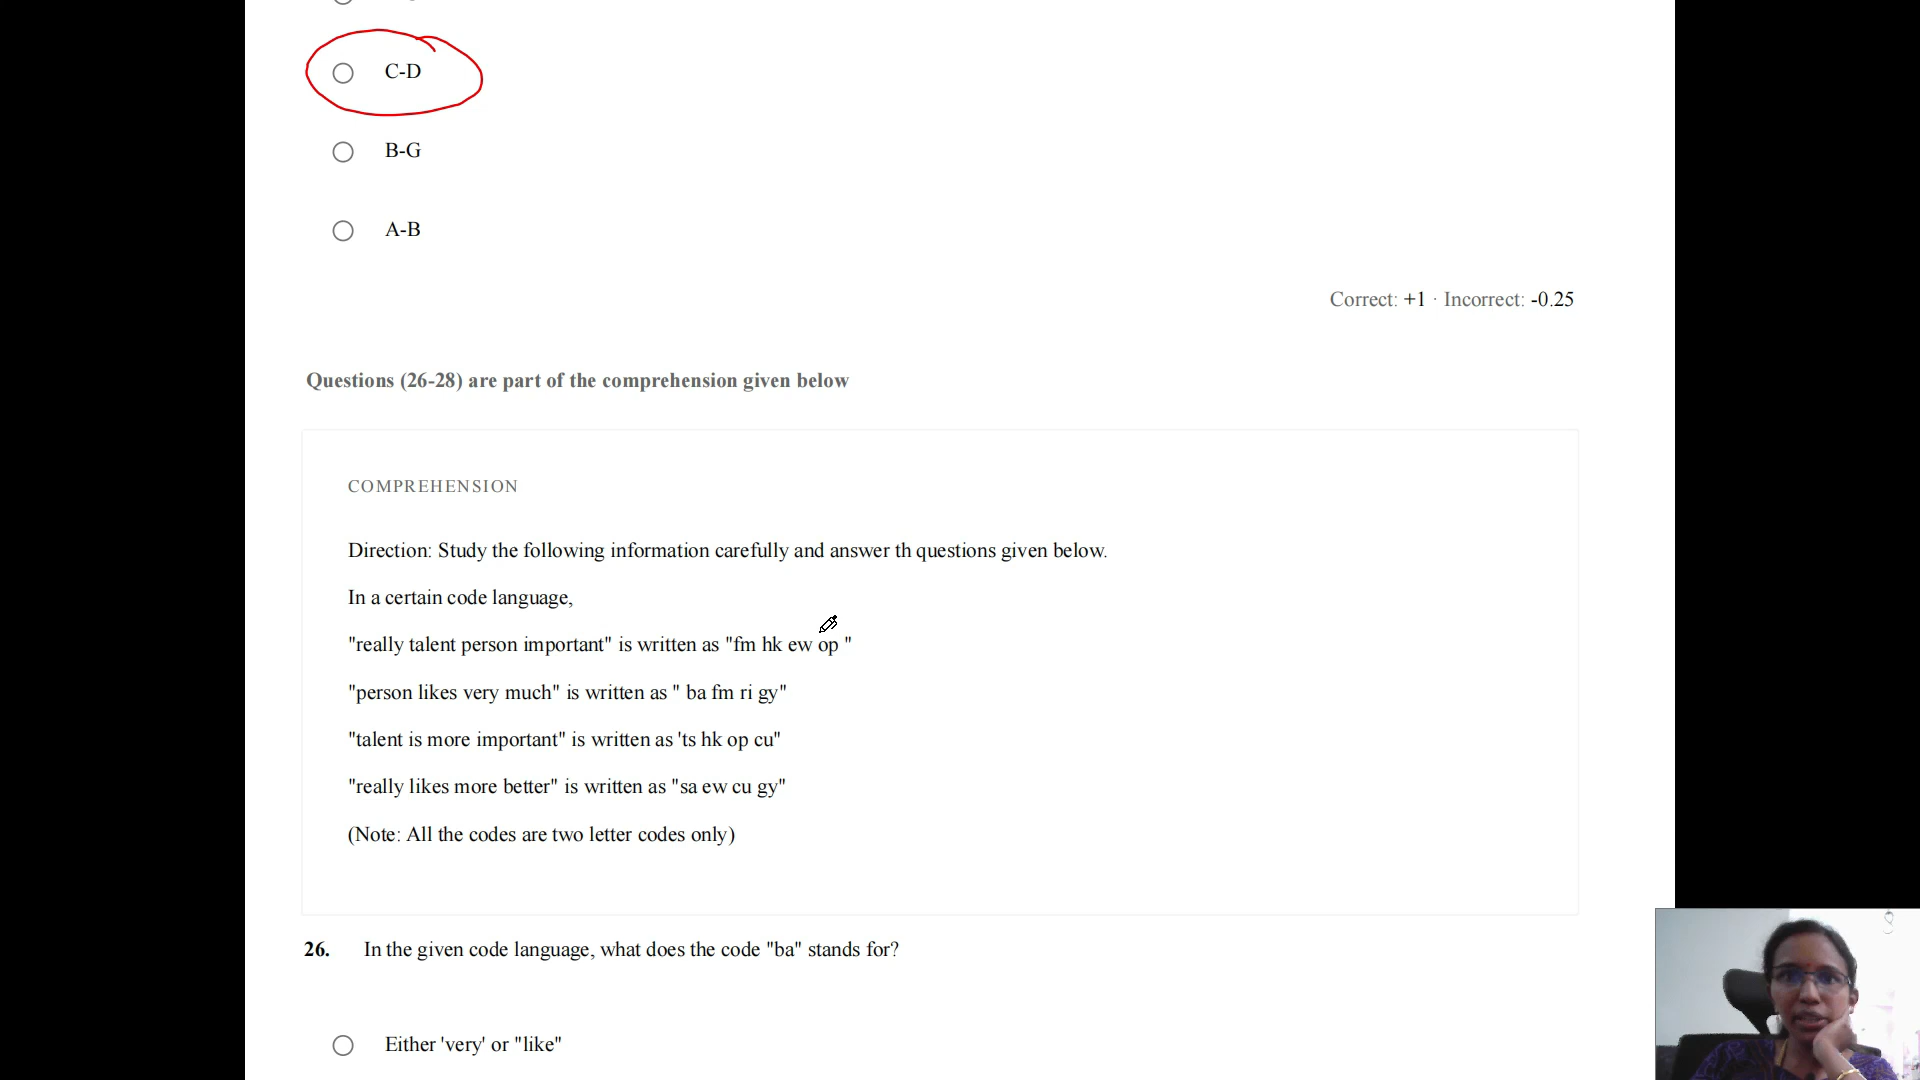 C-D
B-G
A-B
Correct: +1 · Incorrect: -0.25
Questions (26-28) are part of the comprehension given below
COMPREHENSION
Direction: Study the following information carefully and answer th questions given below.
In a certain code language,
"really talent person important" is written as "fm hk ew op "
"person likes very much" is written as " ba fm ri gy"
"talent is more important" is written as 'ts hk op cu"
"really likes more better" is written as "sa ew cu gy"
(Note: All the codes are two letter codes only)
26. In the given code language, what does the code "ba" stands for?
Either 'very' or "like"